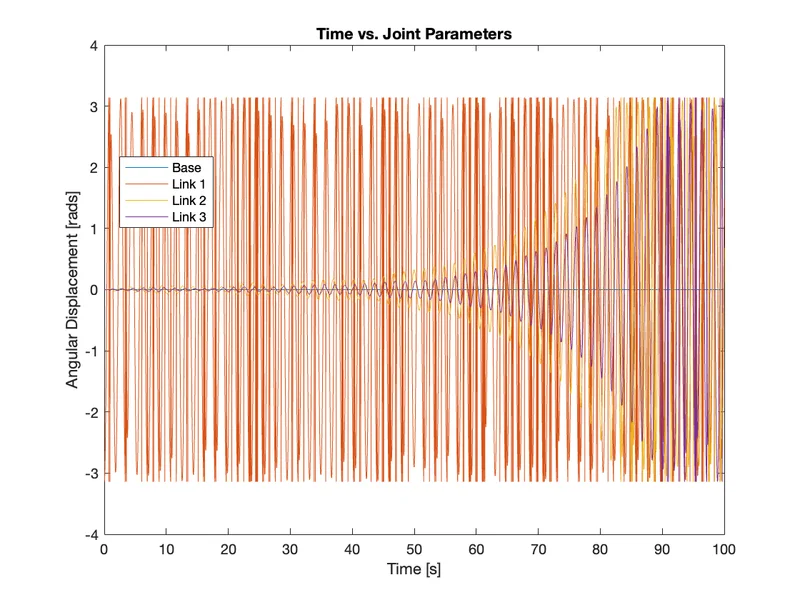 Time vs. Joint Parameters
4
3
2
1
0
-1
-2
-3
-4
Angular Displacement [rads]
Base
Link 1
Link 2
Link 3
0 10 20 30 40 50 60 70 80 90 100
Time [s]